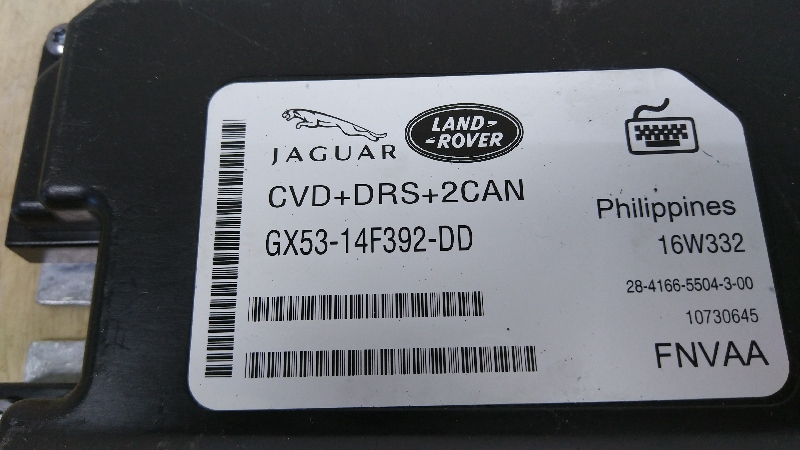 JAGUAR
LAND-
-ROVER
CVD+DRS+2CAN
GX53-14F392-DD
Philippines
16W332
28-4166-5504-3-00
10730645
FNVAA